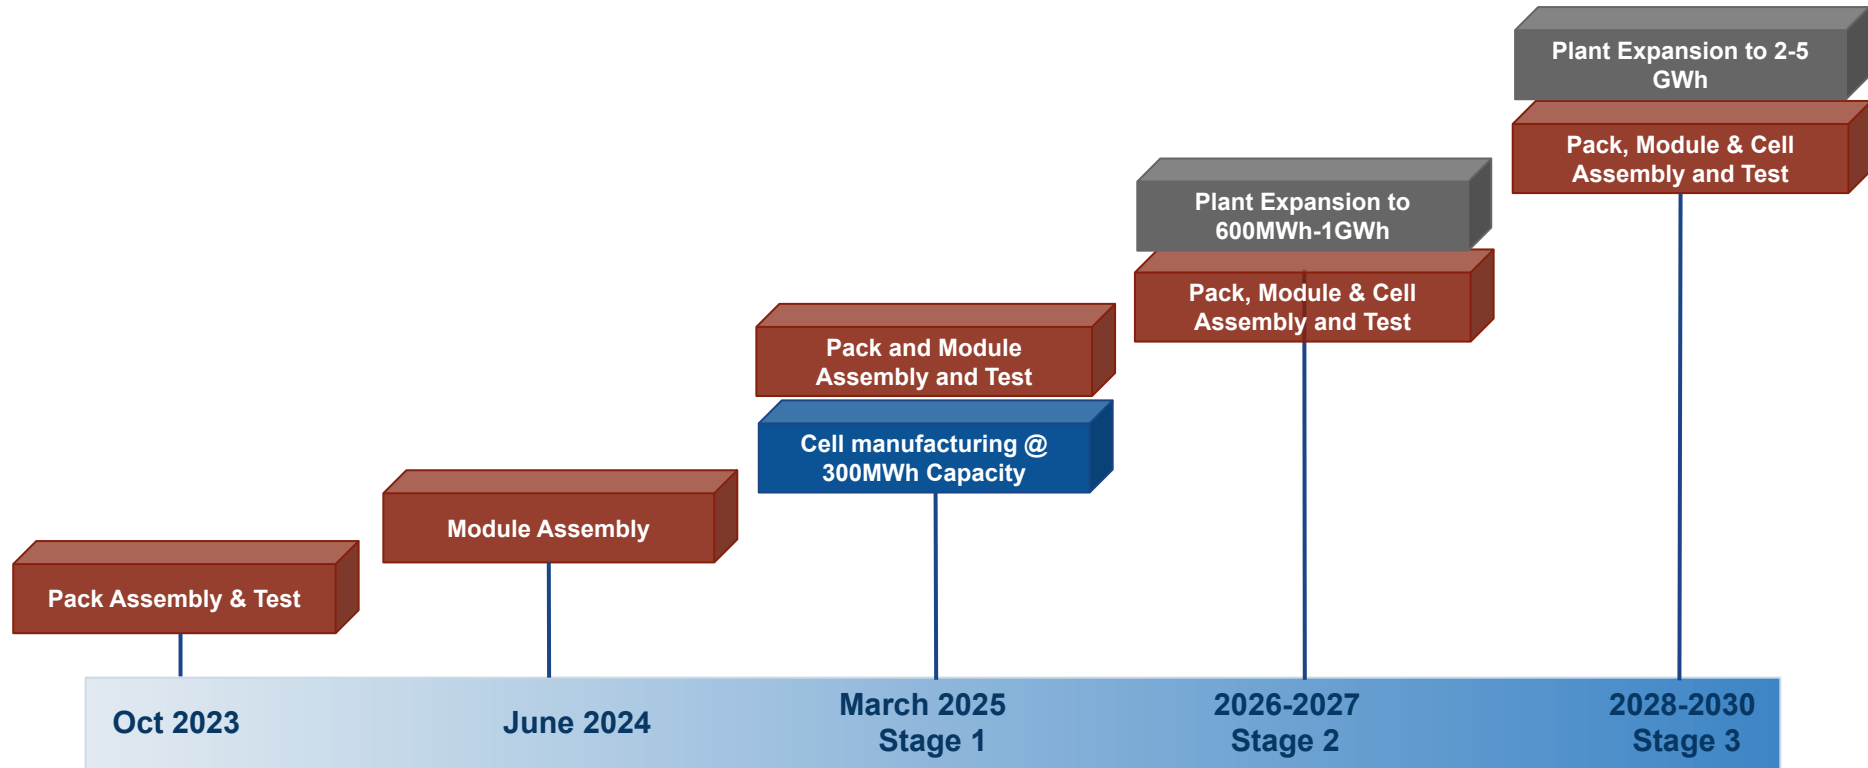 Plant Expansion to 2-5
GWh
Pack, Module & Cell
Assembly and Test
Plant Expansion to
600MWh-1GWh
Pack, Module & Cell
Assembly and Test
Pack and Module
Assembly and Test
Cell manufacturing @
300MWh Capacity
Module Assembly
Pack Assembly & Test
Oct 2023
June 2024
March 2025
Stage 1
2026-2027
Stage 2
2028-2030
Stage 3